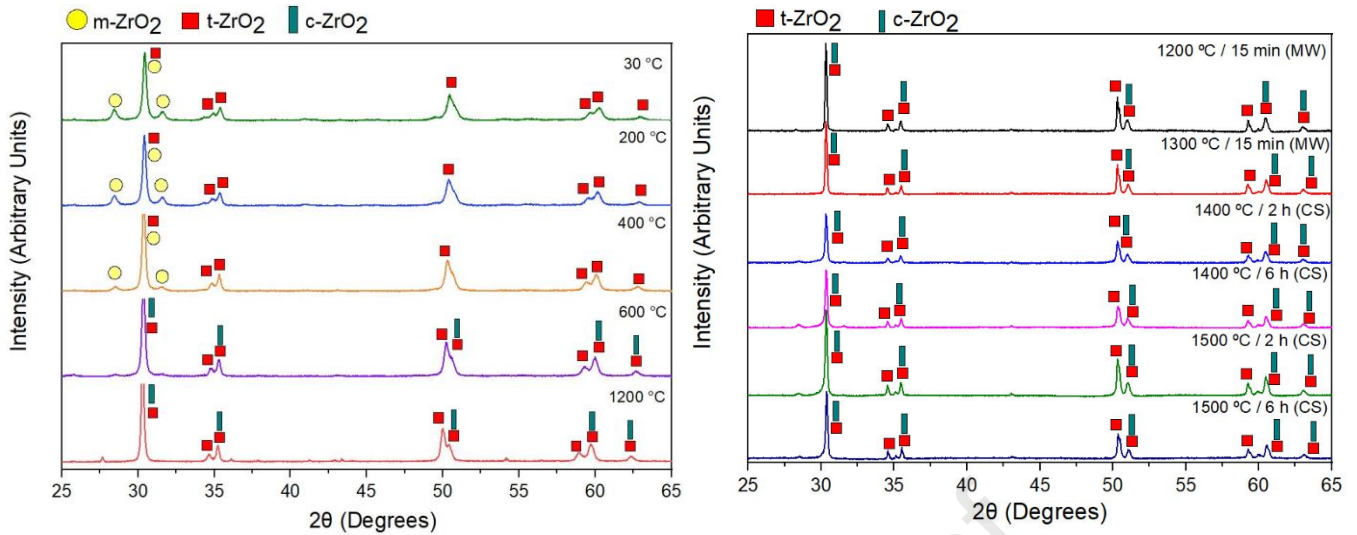 m-ZrO2 t-ZrO2 c-ZrO2
30 °C
200 °C
400 °C
600 °C
1200 °C
Intensity (Arbitrary Units)
25 30 35 40 45 50 55 60 65
2θ (Degrees)
t-ZrO2 c-ZrO2
1200 ºC / 15 min (MW)
1300 ºC / 15 min (MW)
1400 ºC / 2 h (CS)
1400 ºC / 6 h (CS)
1500 ºC / 2 h (CS)
1500 ºC / 6 h (CS)
Intensity (Arbitrary Units)
25 30 35 40 45 50 55 60 65
2θ (Degrees)